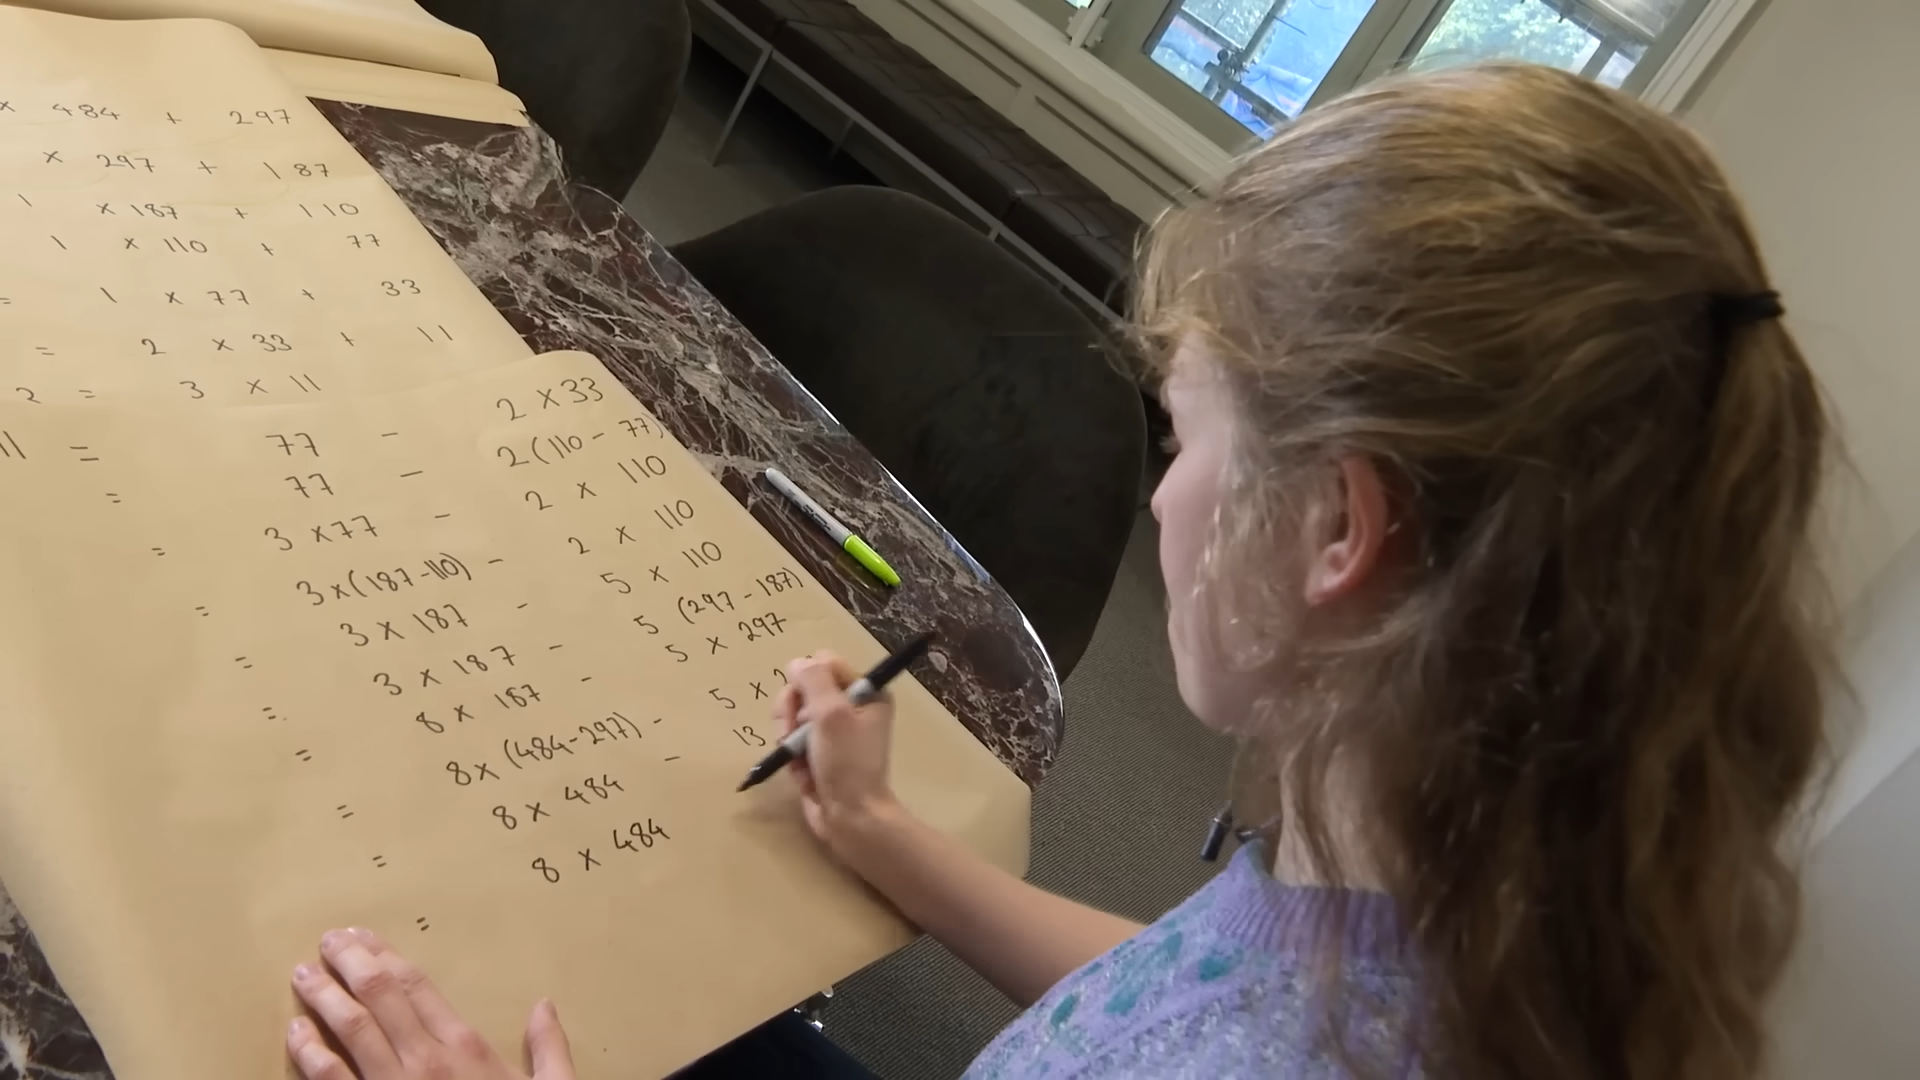 x 484 + 297
x 297 + 187
1 x 187 + 110
1 x 110 + 77
= 1 x 77 + 33
= 2 x 33 + 11
2 = 3 x 11
11 = 77 - 2 x 33
= 77 - 2(110 - 77)
= 3 x 77 - 2 x 110
= 3 x (187-110) - 2 x 110
= 3 x 187 - 5 x 110
= 3 x 187 - 5 (297 - 187)
= 8 x 187 - 5 x 297
= 8 x (484-297) - 5 x 2
= 8 x 484 - 13
= 8 x 484